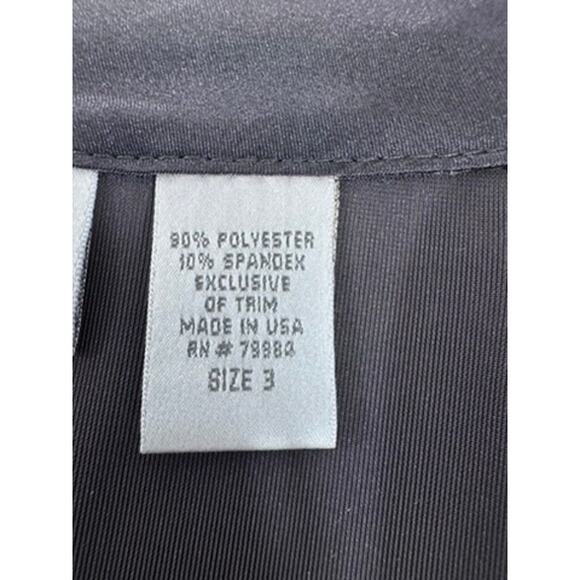 90% POLYESTER
10% SPANDEX
EXCLUSIVE
OF TRIM
MADE IN USA
RN # 79984
SIZE 3